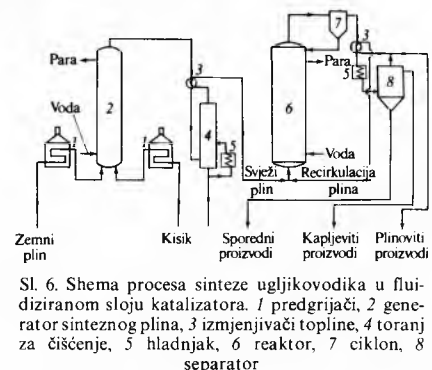 7
3
Para
3
Para
5
8
2
6
Voda
1
1
4
5
Voda
Svježi
plin
Recirkulacija
plina
Zemni
plin
Kisik
Sporedni
proizvodi
Kapljeviti
proizvodi
Plinoviti
proizvodi
Sl. 6. Shema procesa sinteze ugljikovodika u flui-
diziranom sloju katalizatora. 1 predgrijači, 2 gene-
rator sinteznog plina, 3 izmjenjivači topline, 4 toranj
za čišćenje, 5 hladnjak, 6 reaktor, 7 ciklon, 8
separator